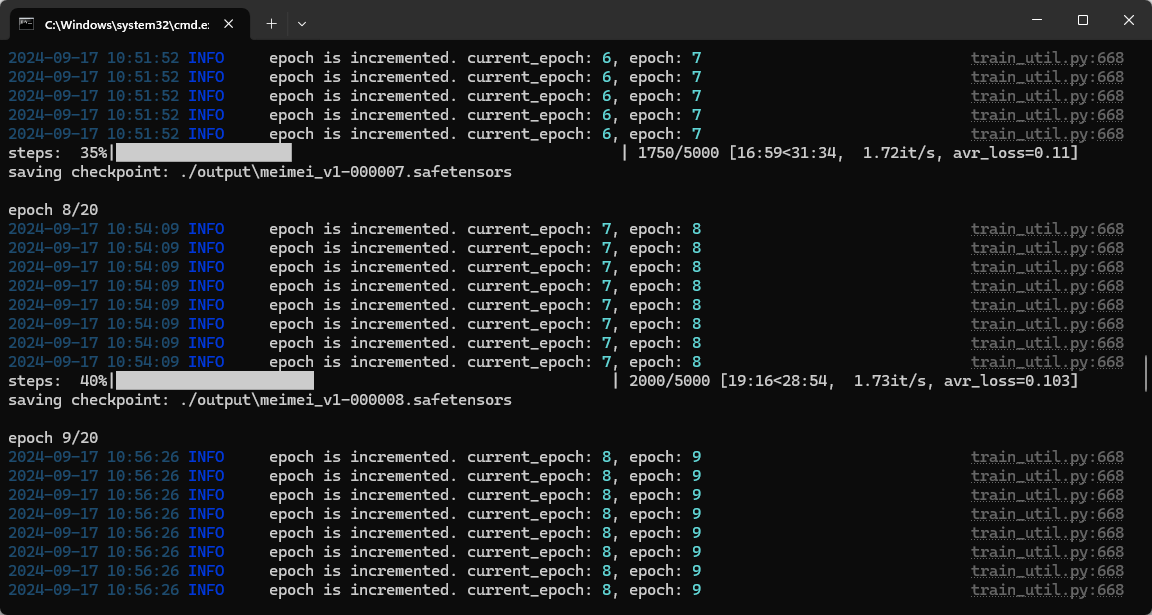 C:\Windows\system32\cmd.e:
2024-09-17 10:51:52 INFO epoch is incremented. current_epoch: 6, epoch: 7 train_util.py:668
2024-09-17 10:51:52 INFO epoch is incremented. current_epoch: 6, epoch: 7 train_util.py:668
2024-09-17 10:51:52 INFO epoch is incremented. current_epoch: 6, epoch: 7 train_util.py:668
2024-09-17 10:51:52 INFO epoch is incremented. current_epoch: 6, epoch: 7 train_util.py:668
2024-09-17 10:51:52 INFO epoch is incremented. current_epoch: 6, epoch: 7 train_util.py:668
steps: 35%| | 1750/5000 [16:59<31:34, 1.72it/s, avr_loss=0.11]
saving checkpoint: ./output\meimei_v1-000007.safetensors
epoch 8/20
2024-09-17 10:54:09 INFO epoch is incremented. current_epoch: 7, epoch: 8 train_util.py:668
2024-09-17 10:54:09 INFO epoch is incremented. current_epoch: 7, epoch: 8 train_util.py:668
2024-09-17 10:54:09 INFO epoch is incremented. current_epoch: 7, epoch: 8 train_util.py:668
2024-09-17 10:54:09 INFO epoch is incremented. current_epoch: 7, epoch: 8 train_util.py:668
2024-09-17 10:54:09 INFO epoch is incremented. current_epoch: 7, epoch: 8 train_util.py:668
2024-09-17 10:54:09 INFO epoch is incremented. current_epoch: 7, epoch: 8 train_util.py:668
2024-09-17 10:54:09 INFO epoch is incremented. current_epoch: 7, epoch: 8 train_util.py:668
2024-09-17 10:54:09 INFO epoch is incremented. current_epoch: 7, epoch: 8 train_util.py:668
steps: 40%| | 2000/5000 [19:16<28:54, 1.73it/s, avr_loss=0.103]
saving checkpoint: ./output\meimei_v1-000008.safetensors
epoch 9/20
2024-09-17 10:56:26 INFO epoch is incremented. current_epoch: 8, epoch: 9 train_util.py:668
2024-09-17 10:56:26 INFO epoch is incremented. current_epoch: 8, epoch: 9 train_util.py:668
2024-09-17 10:56:26 INFO epoch is incremented. current_epoch: 8, epoch: 9 train_util.py:668
2024-09-17 10:56:26 INFO epoch is incremented. current_epoch: 8, epoch: 9 train_util.py:668
2024-09-17 10:56:26 INFO epoch is incremented. current_epoch: 8, epoch: 9 train_util.py:668
2024-09-17 10:56:26 INFO epoch is incremented. current_epoch: 8, epoch: 9 train_util.py:668
2024-09-17 10:56:26 INFO epoch is incremented. current_epoch: 8, epoch: 9 train_util.py:668
2024-09-17 10:56:26 INFO epoch is incremented. current_epoch: 8, epoch: 9 train_util.py:668